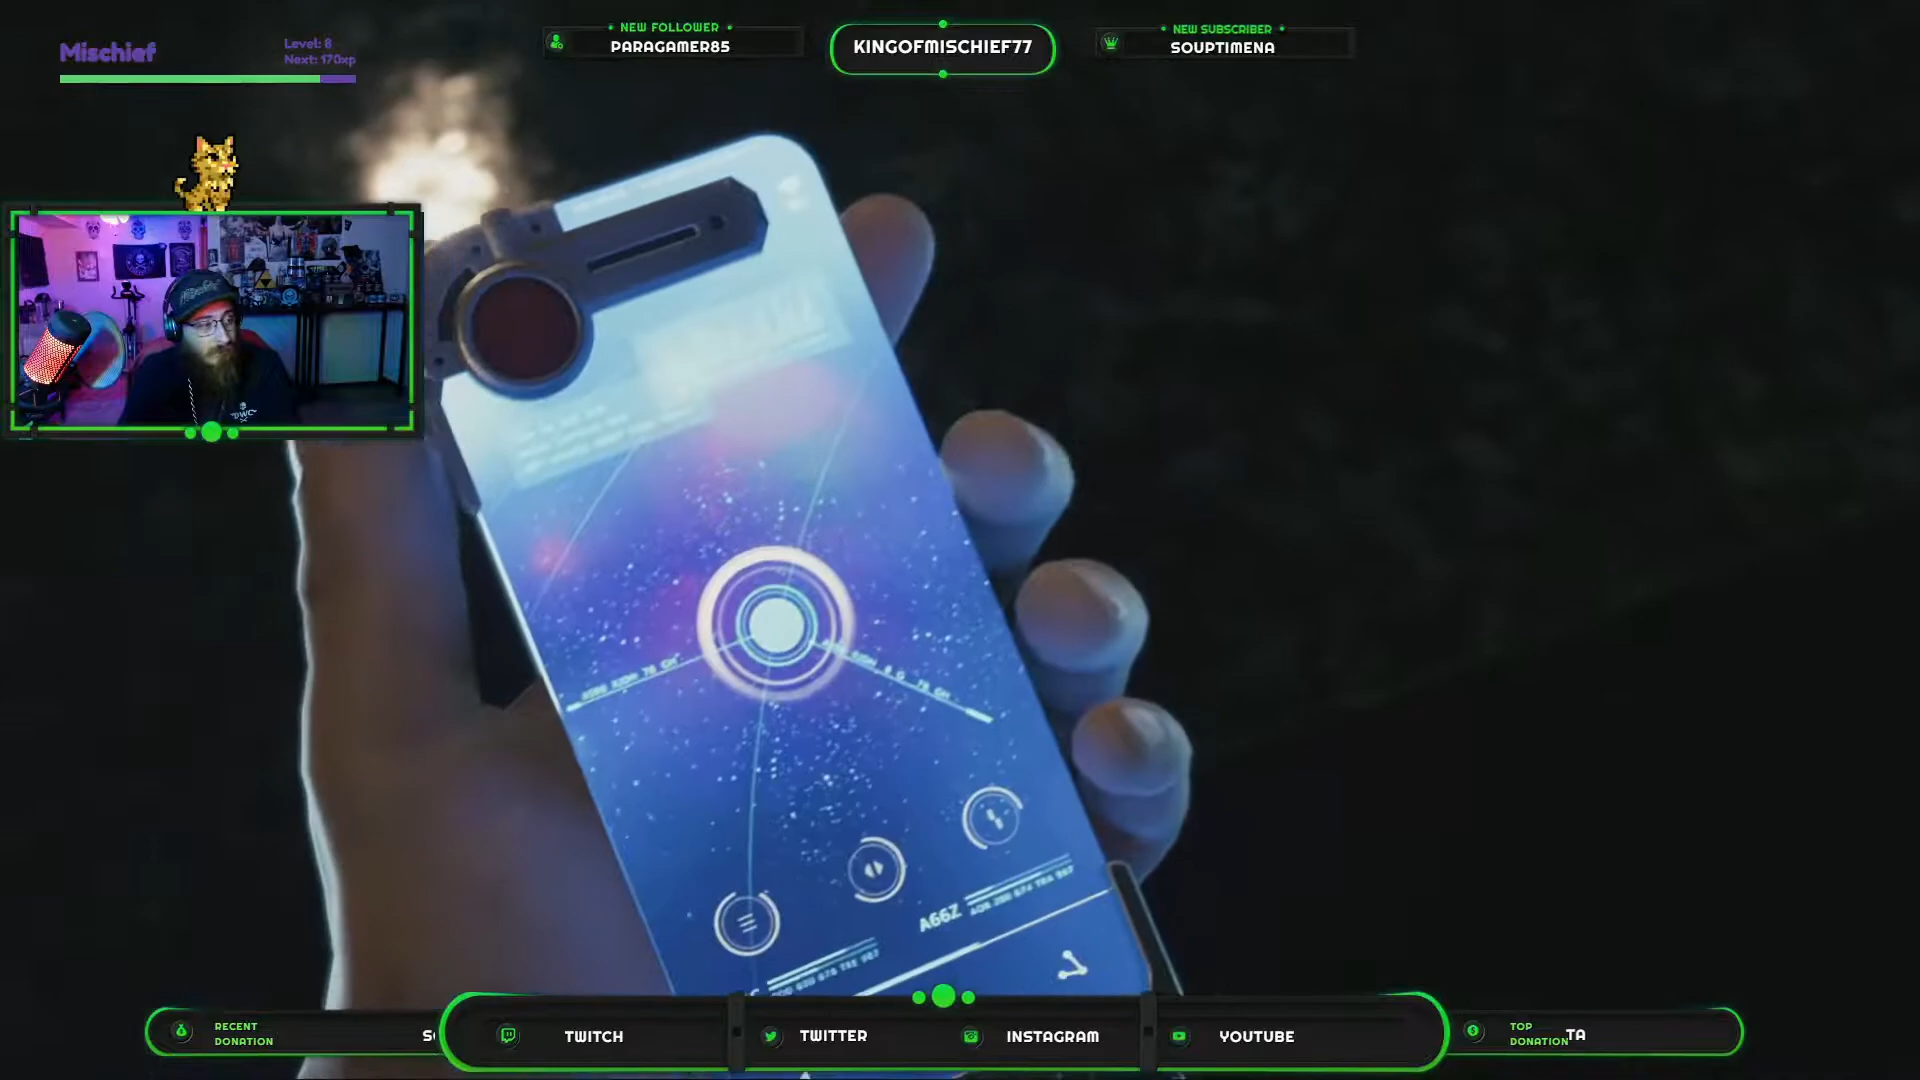 NEW FOLLOWER
PARAGAMER85
KINGOFMISCHIEF77
NEW SUBSCRIBER
SOUPTIMENA
Mischief
Level: 8
Next: 170xp
DWC
A66Z
RECENT
DONATION
TWITCH
TWITTER
INSTAGRAM
YOUTUBE
TOP
DONATION
TA